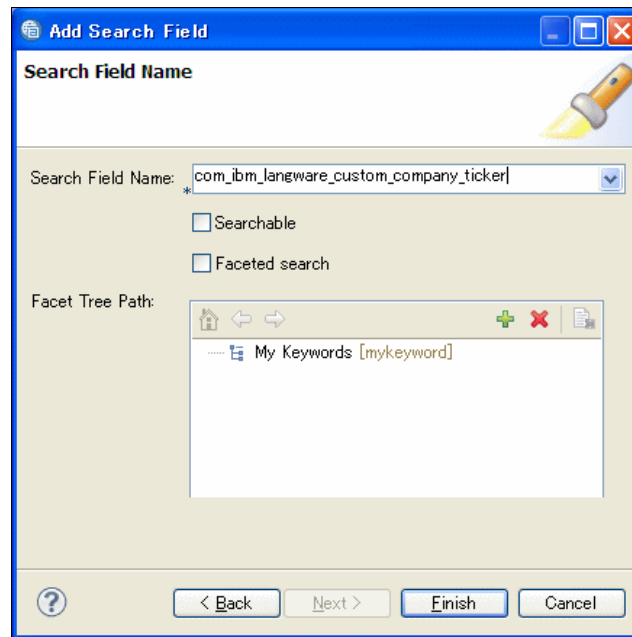 Add Search Field
Search Field Name
Search Field Name: * com_ibm_langware_custom_company_ticker
Searchable
Faceted search
Facet Tree Path:
My Keywords [mykeyword]
? < Back Next > Finish Cancel